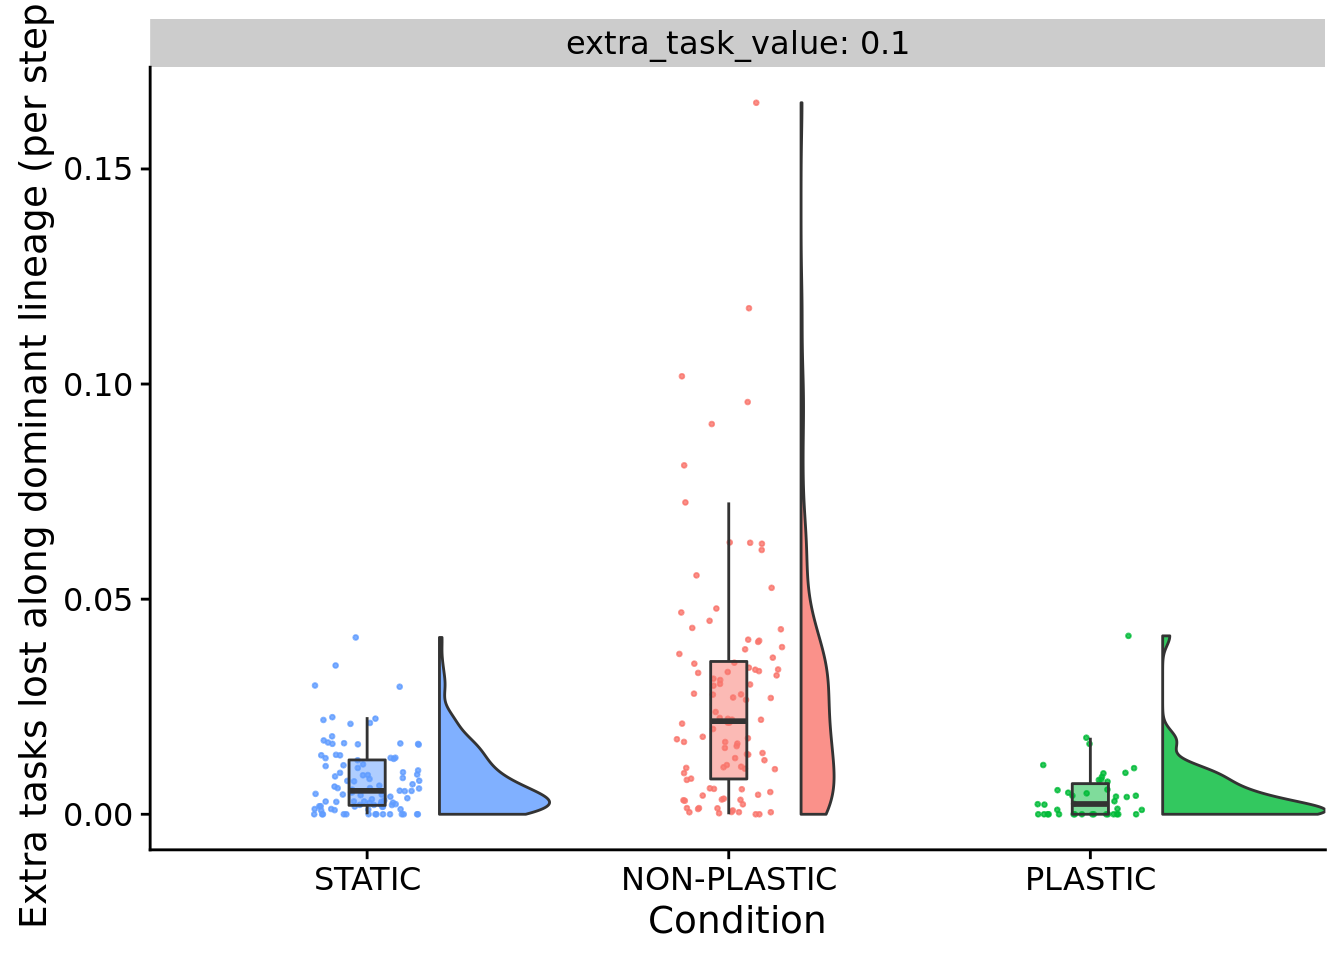 extra_task_value: 0.1
Extra tasks lost along dominant lineage (per step
0.15
0.10
0.05
0.00
STATIC
NON-PLASTIC
PLASTIC
Condition